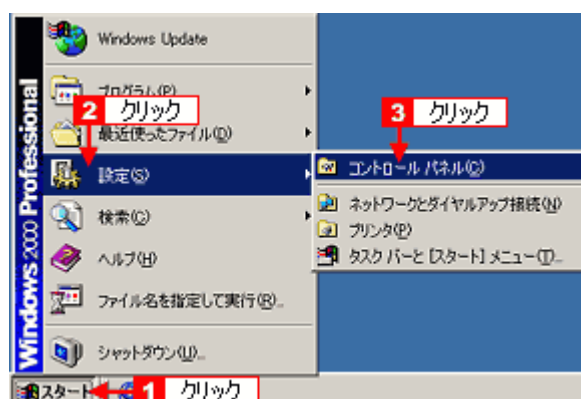 Windows 2000 Professional
Windows Update
プログラム(P)
2 クリック
最近使ったファイル(D)
設定(S)
検索(C)
ヘルプ(H)
ファイル名を指定して実行(R)...
シャットダウン(U)...
3 クリック
コントロール パネル(C)
ネットワークとダイヤルアップ接続(N)
プリンタ(P)
タスク バーと [スタート] メニュー(T)...
スタート
1 クリック